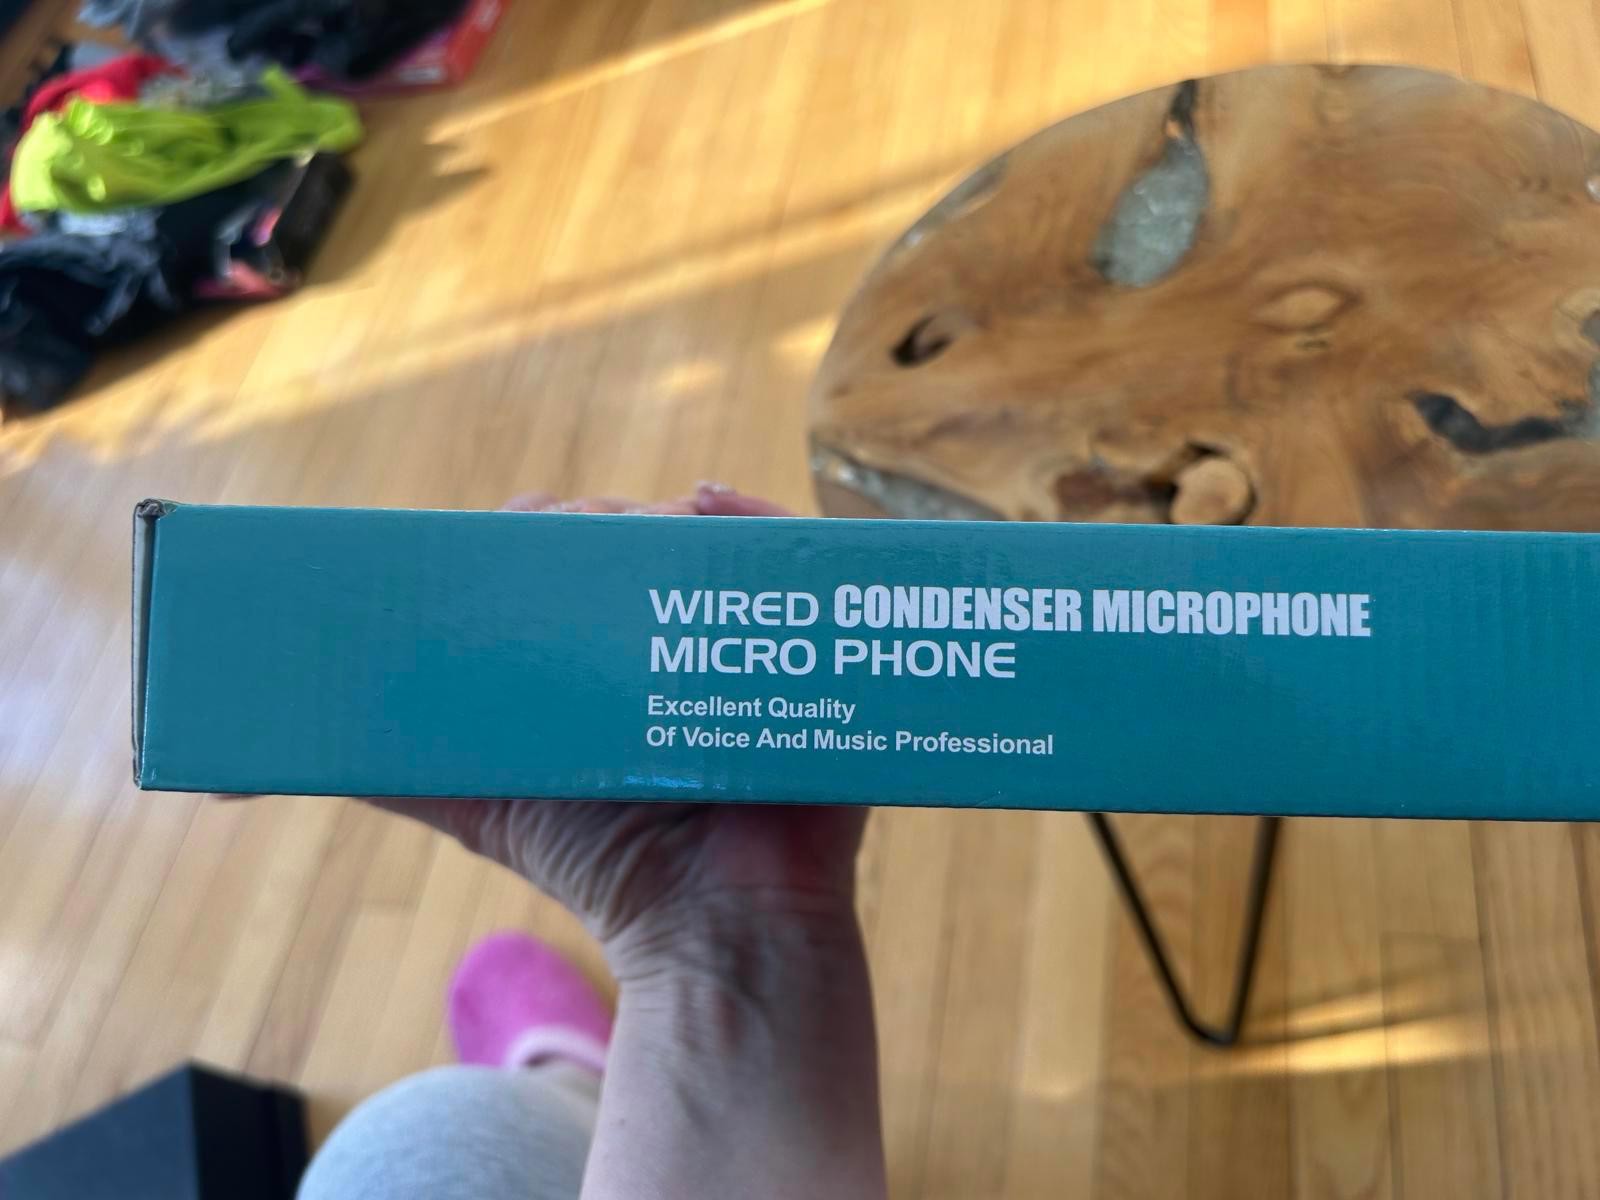 WIRED CONDENSER MICROPHONE
MICRO PHONE
Excellent Quality
Of Voice And Music Professional